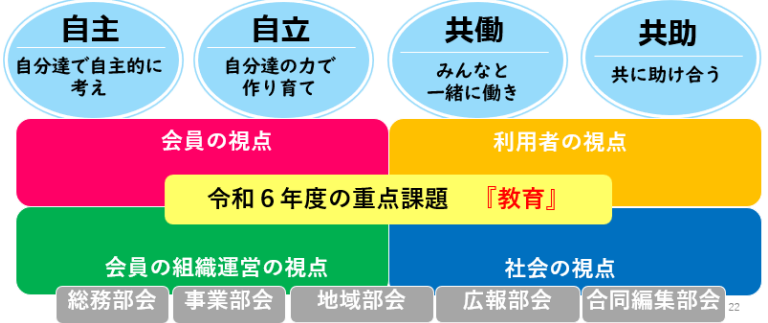 自主
自分達で自主的に
考え
自立
自分達の力で
作り育て
共働
みんなと
一緒に働き
共助
共に助け合う
会員の視点
利用者の視点
令和６年度の重点課題 『教育』
会員の組織運営の視点
社会の視点
総務部会
事業部会
地域部会
広報部会
合同編集部会
22